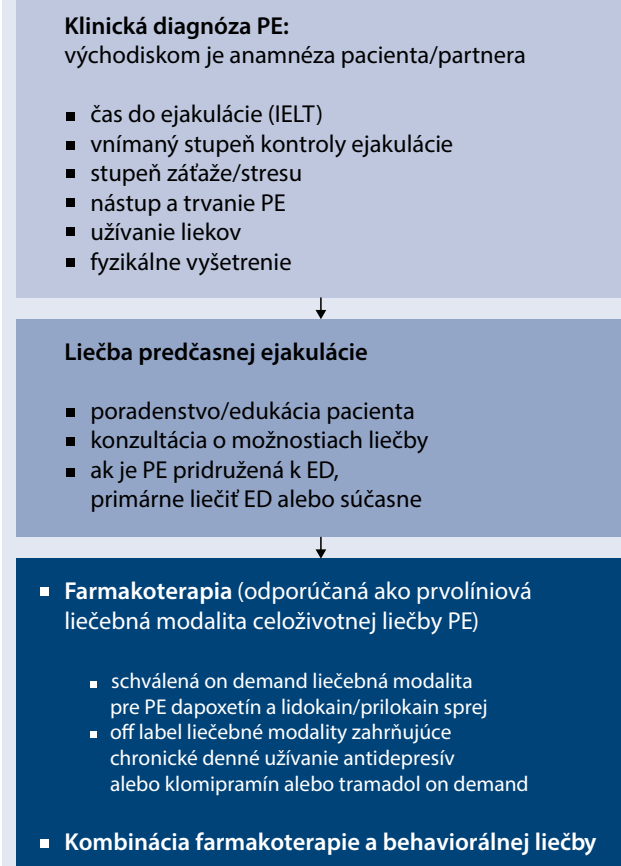 Klinická diagnóza PE:
východiskom je anamnéza pacienta/partnera
▪ čas do ejakulácie (IELT)
▪ vnímaný stupeň kontroly ejakulácie
▪ stupeň záťaže/stresu
▪ nástup a trvanie PE
▪ užívanie liekov
▪ fyzikálne vyšetrenie
Liečba predčasnej ejakulácie
▪ poradenstvo/edukácia pacienta
▪ konzultácia o možnostiach liečby
▪ ak je PE pridružená k ED,
primárne liečiť ED alebo súčasne
▪ Farmakoterapia (odporúčaná ako prvolíniová
liečebná modalita celoživotnej liečby PE)
▪ schválená on demand liečebná modalita
pre PE dapoxetín a lidokain/prilokain sprej
▪ off label liečebné modality zahrňujúce
chronické denné užívanie antidepresív
alebo klomipramín alebo tramadol on demand
▪ Kombinácia farmakoterapie a behaviorálnej liečby